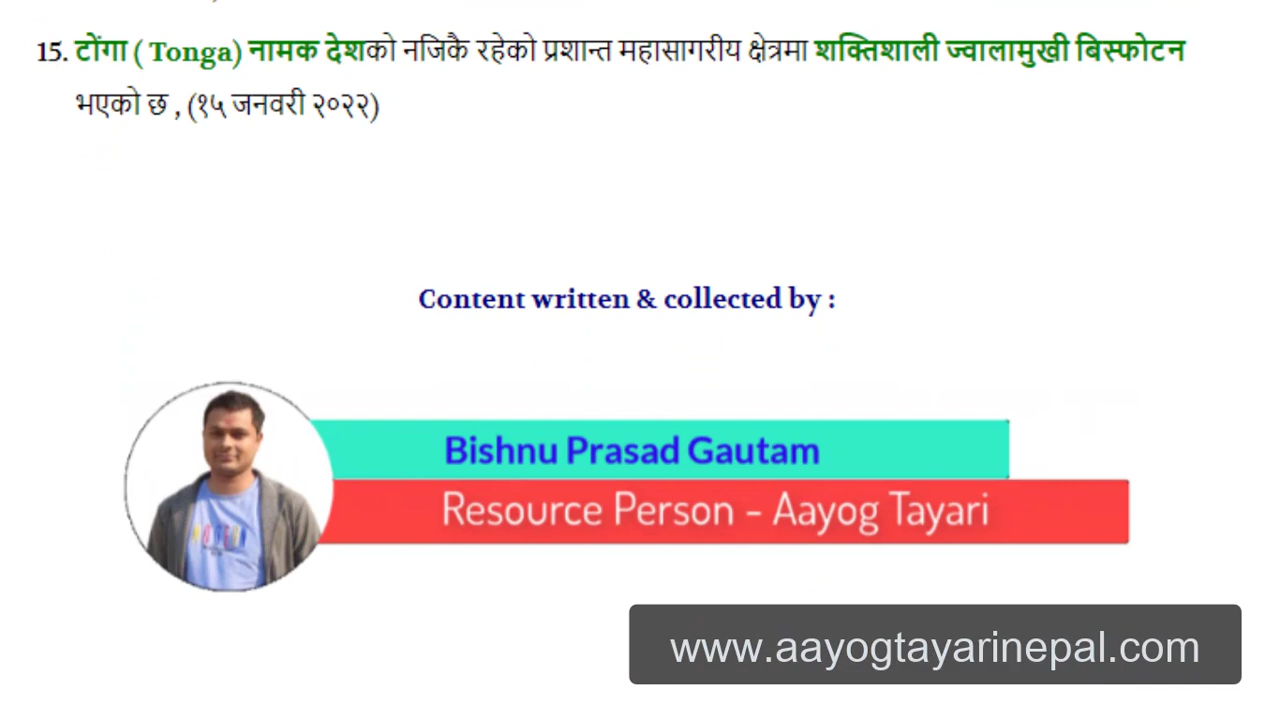 15. टोंगा ( Tonga) नामक देशको नजिकै रहेको प्रशान्त महासागरीय क्षेत्रमा शक्तिशाली ज्वालामुखी बिस्फोटन
भएको छ , (१५ जनवरी २०२२)
Content written & collected by :
Bishnu Prasad Gautam
Resource Person - Aayog Tayari
www.aayogtayarinepal.com